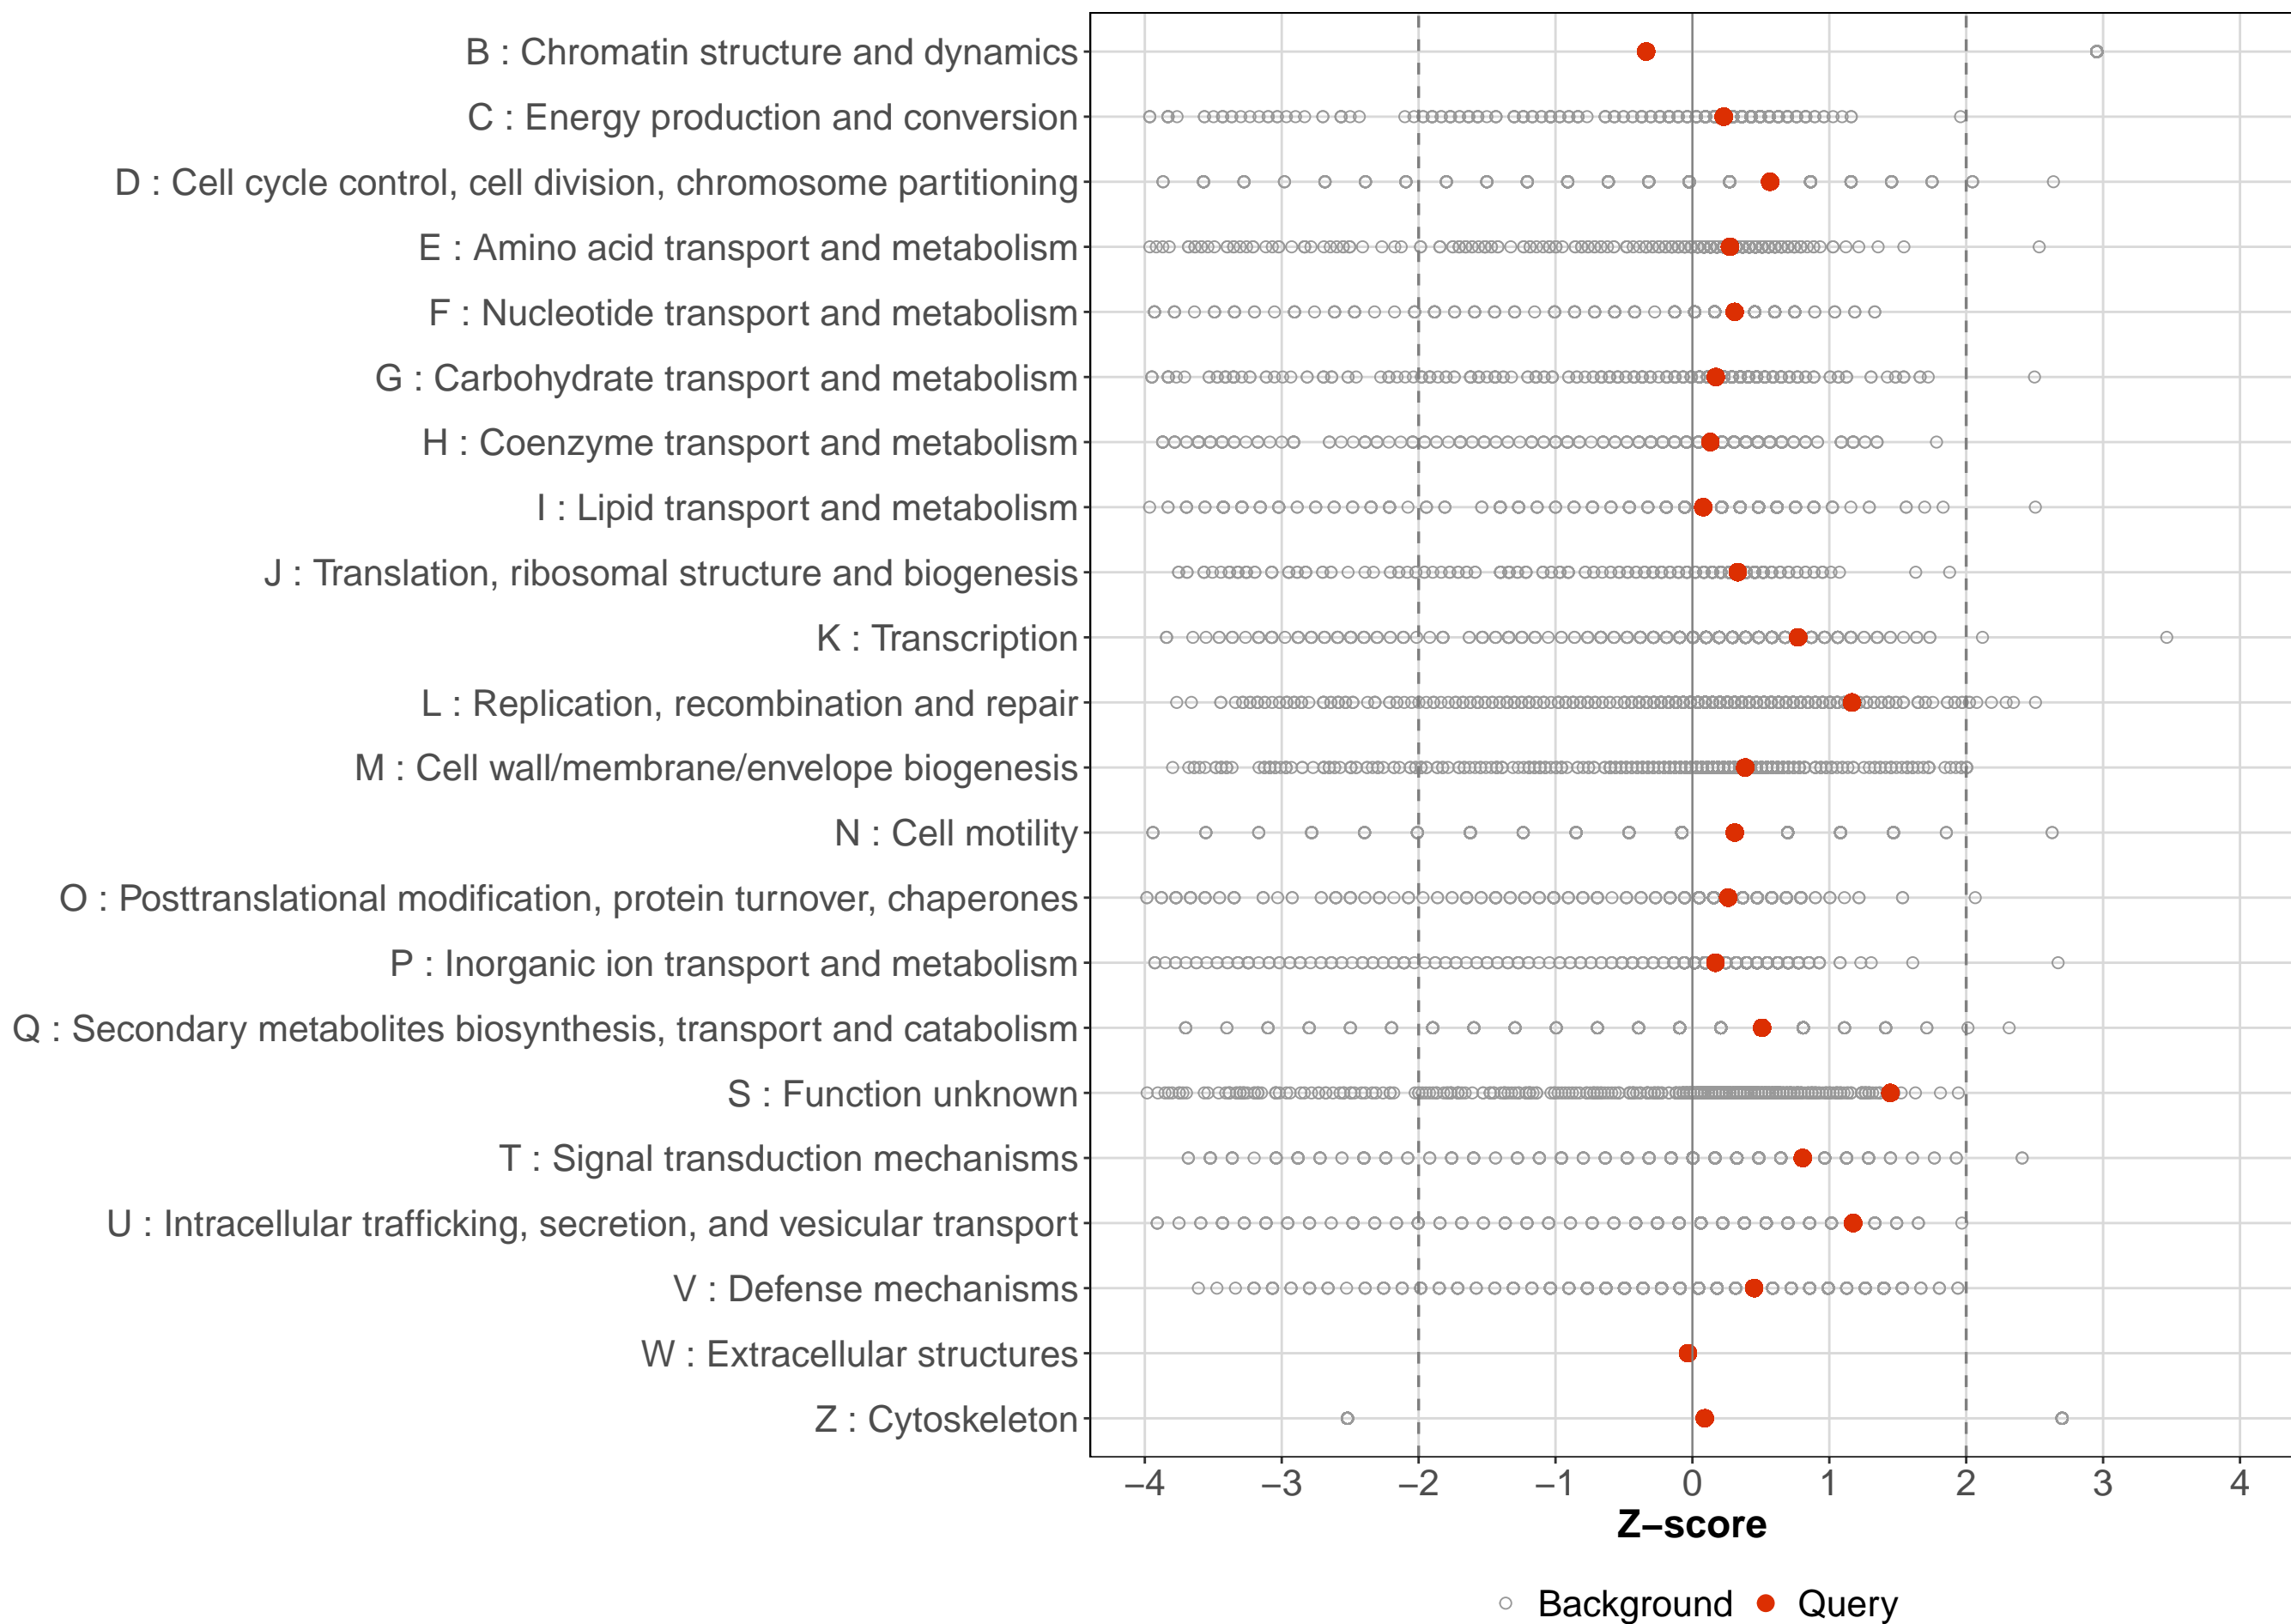 B : Chromatin structure and dynamics
C : Energy production and conversion
D : Cell cycle control, cell division, chromosome partitioning
E : Amino acid transport and metabolism
F : Nucleotide transport and metabolism
G : Carbohydrate transport and metabolism
H : Coenzyme transport and metabolism
I : Lipid transport and metabolism
J : Translation, ribosomal structure and biogenesis
K : Transcription
L : Replication, recombination and repair
M : Cell wall/membrane/envelope biogenesis
N : Cell motility
O : Posttranslational modification, protein turnover, chaperones
P : Inorganic ion transport and metabolism
Q : Secondary metabolites biosynthesis, transport and catabolism
S : Function unknown
T : Signal transduction mechanisms
U : Intracellular trafficking, secretion, and vesicular transport
V : Defense mechanisms
W : Extracellular structures
Z : Cytoskeleton
−4 −3 −2 −1 0 1 2 3 4
Z−score
Background Query